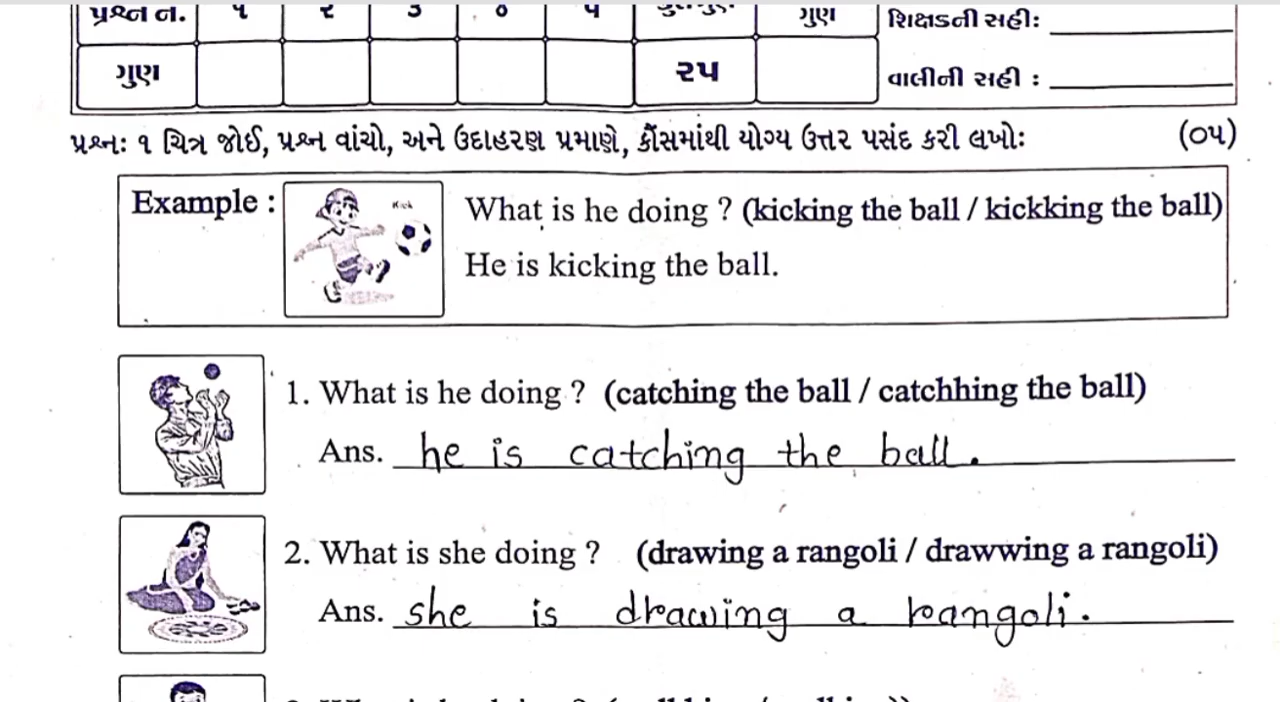 પ્રશ્ન નં. ૧ ૨ ૩ ૪ ૫ ગુણ શિક્ષકની સહી:
ગુણ ૨૫ વાલીની સહી :
પ્રશ્ન: ૧ ચિત્ર જોઈ, પ્રશ્ન વાંચો, અને ઉદાહરણ પ્રમાણે, કૌંસમાંથી યોગ્ય ઉત્તર પસંદ કરી લખો: (૦૫)
Example : Kick What is he doing ? (kicking the ball / kickking the ball)
He is kicking the ball.
1. What is he doing ? (catching the ball / catchhing the ball)
Ans. he is catching the ball.
2. What is she doing ? (drawing a rangoli / drawwing a rangoli)
Ans. she is drawing a rangoli.